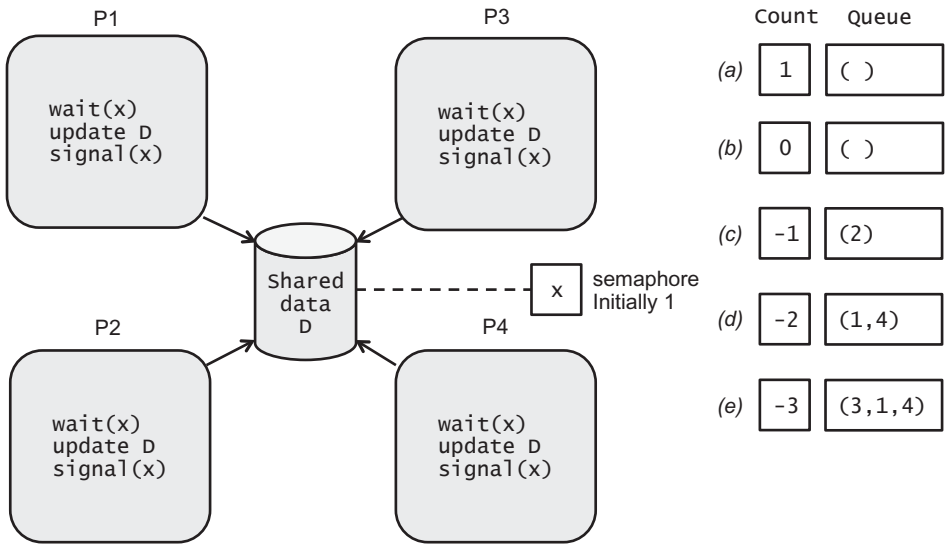 P1
wait(x)
update D
signal(x)
P3
wait(x)
update D
signal(x)
Shared
data
D
x
semaphore
Initially 1
P2
wait(x)
update D
signal(x)
P4
wait(x)
update D
signal(x)
Count Queue
(a) 1 ( )
(b) 0 ( )
(c) -1 (2)
(d) -2 (1,4)
(e) -3 (3,1,4)